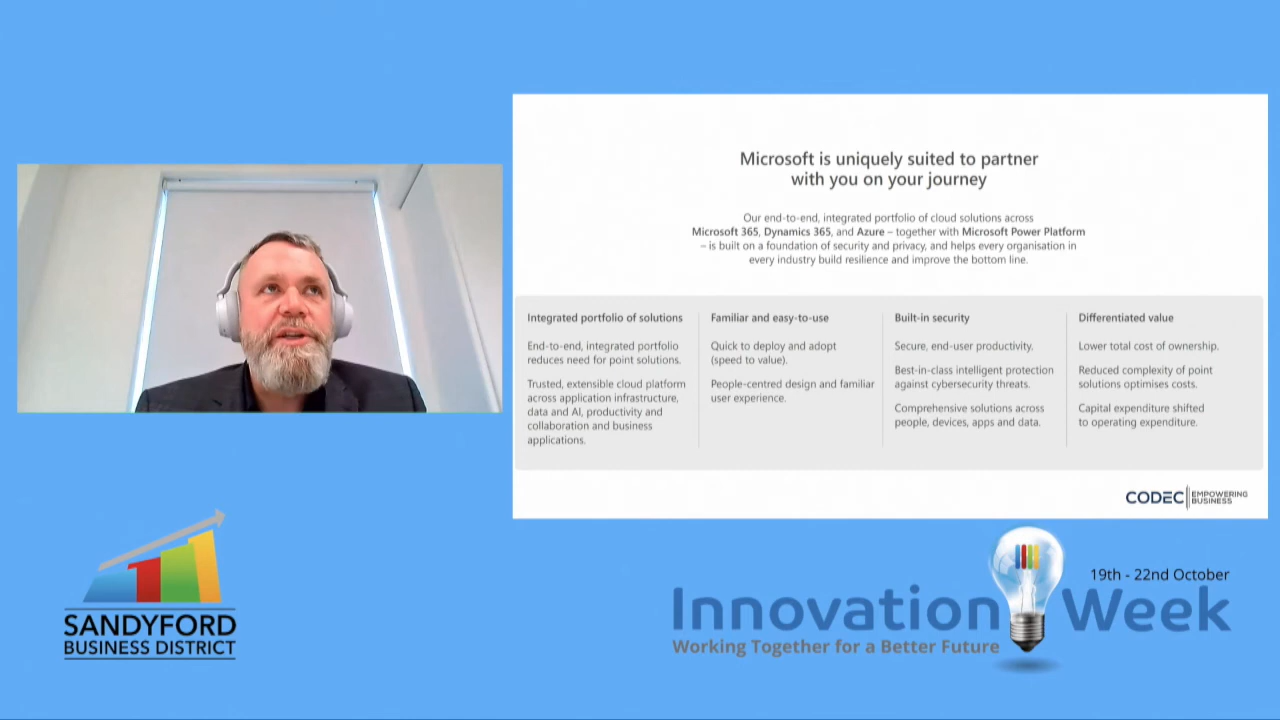 Microsoft is uniquely suited to partner
with you on your journey
Our end-to-end, integrated portfolio of cloud solutions across
Microsoft 365, Dynamics 365, and Azure – together with Microsoft Power Platform
– is built on a foundation of security and privacy, and helps every organisation in
every industry build resilience and improve the bottom line.
Integrated portfolio of solutions
End-to-end, integrated portfolio
reduces need for point solutions.
Trusted, extensible cloud platform
across application infrastructure,
data and AI, productivity and
collaboration and business
applications.
Familiar and easy-to-use
Quick to deploy and adopt
(speed to value).
People-centred design and familiar
user experience.
Built-in security
Secure, end-user productivity.
Best-in-class intelligent protection
against cybersecurity threats.
Comprehensive solutions across
people, devices, apps and data.
Differentiated value
Lower total cost of ownership.
Reduced complexity of point
solutions optimises costs.
Capital expenditure shifted
to operating expenditure.
CODEC EMPOWERING
BUSINESS
SANDYFORD
BUSINESS DISTRICT
19th - 22nd October
Innovation Week
Working Together for a Better Future